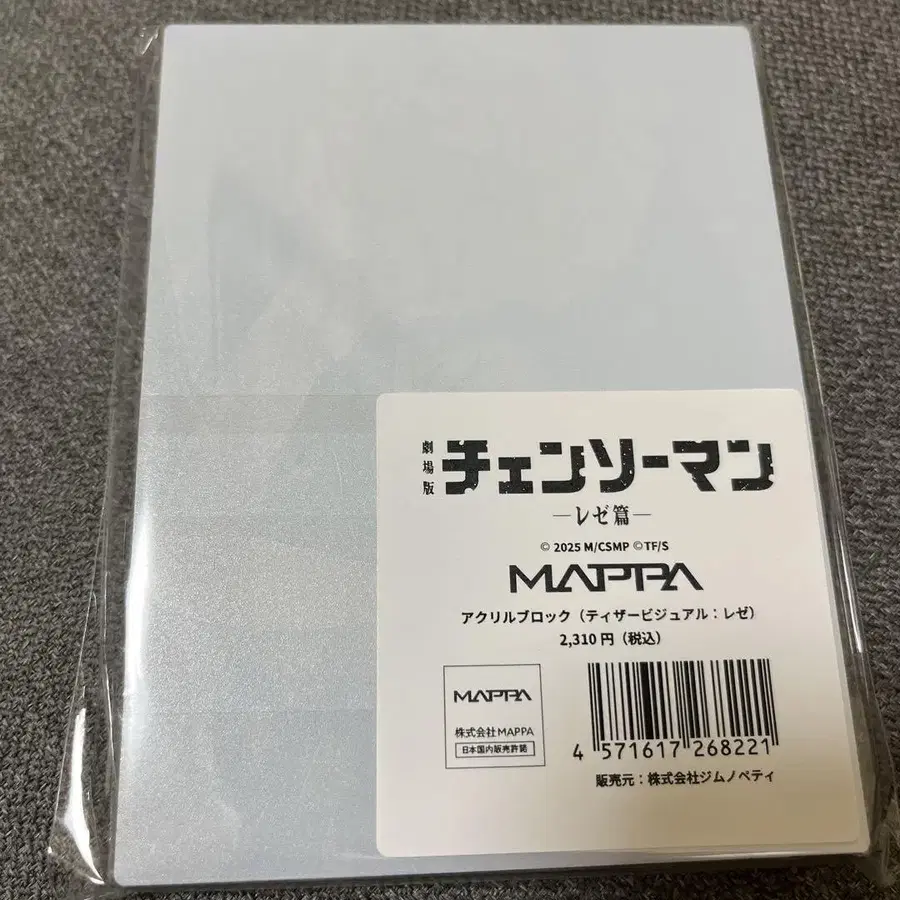 劇場版
チェンソーマン
―レゼ篇―
© 2025 M/CSMP ©TF/S
MAPPA
アクリルブロック（ティザービジュアル：レゼ）
2,310 円（税込）
MAPPA
株式会社MAPPA
日本国内販売許諾
4 571617 268221
販売元：株式会社ジムノペティ